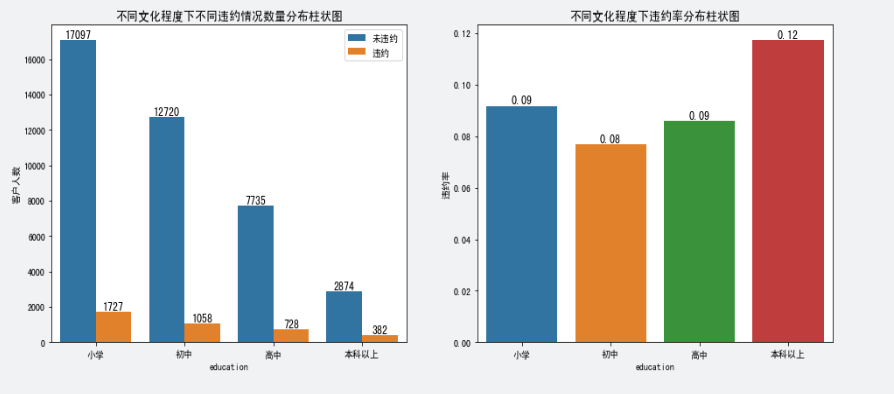 不同文化程度下不同违约情况数量分布柱状图
17097
未违约
违约
16000
14000
12720
12000
10000
客户人数
8000
7735
6000
4000
2874
2000
1727
1058
728
382
0
小学
初中
高中
本科以上
education
不同文化程度下违约率分布柱状图
0.12
0.12
0.10
0.09
0.09
0.08
0.08
违约率
0.06
0.04
0.02
0.00
小学
初中
高中
本科以上
education